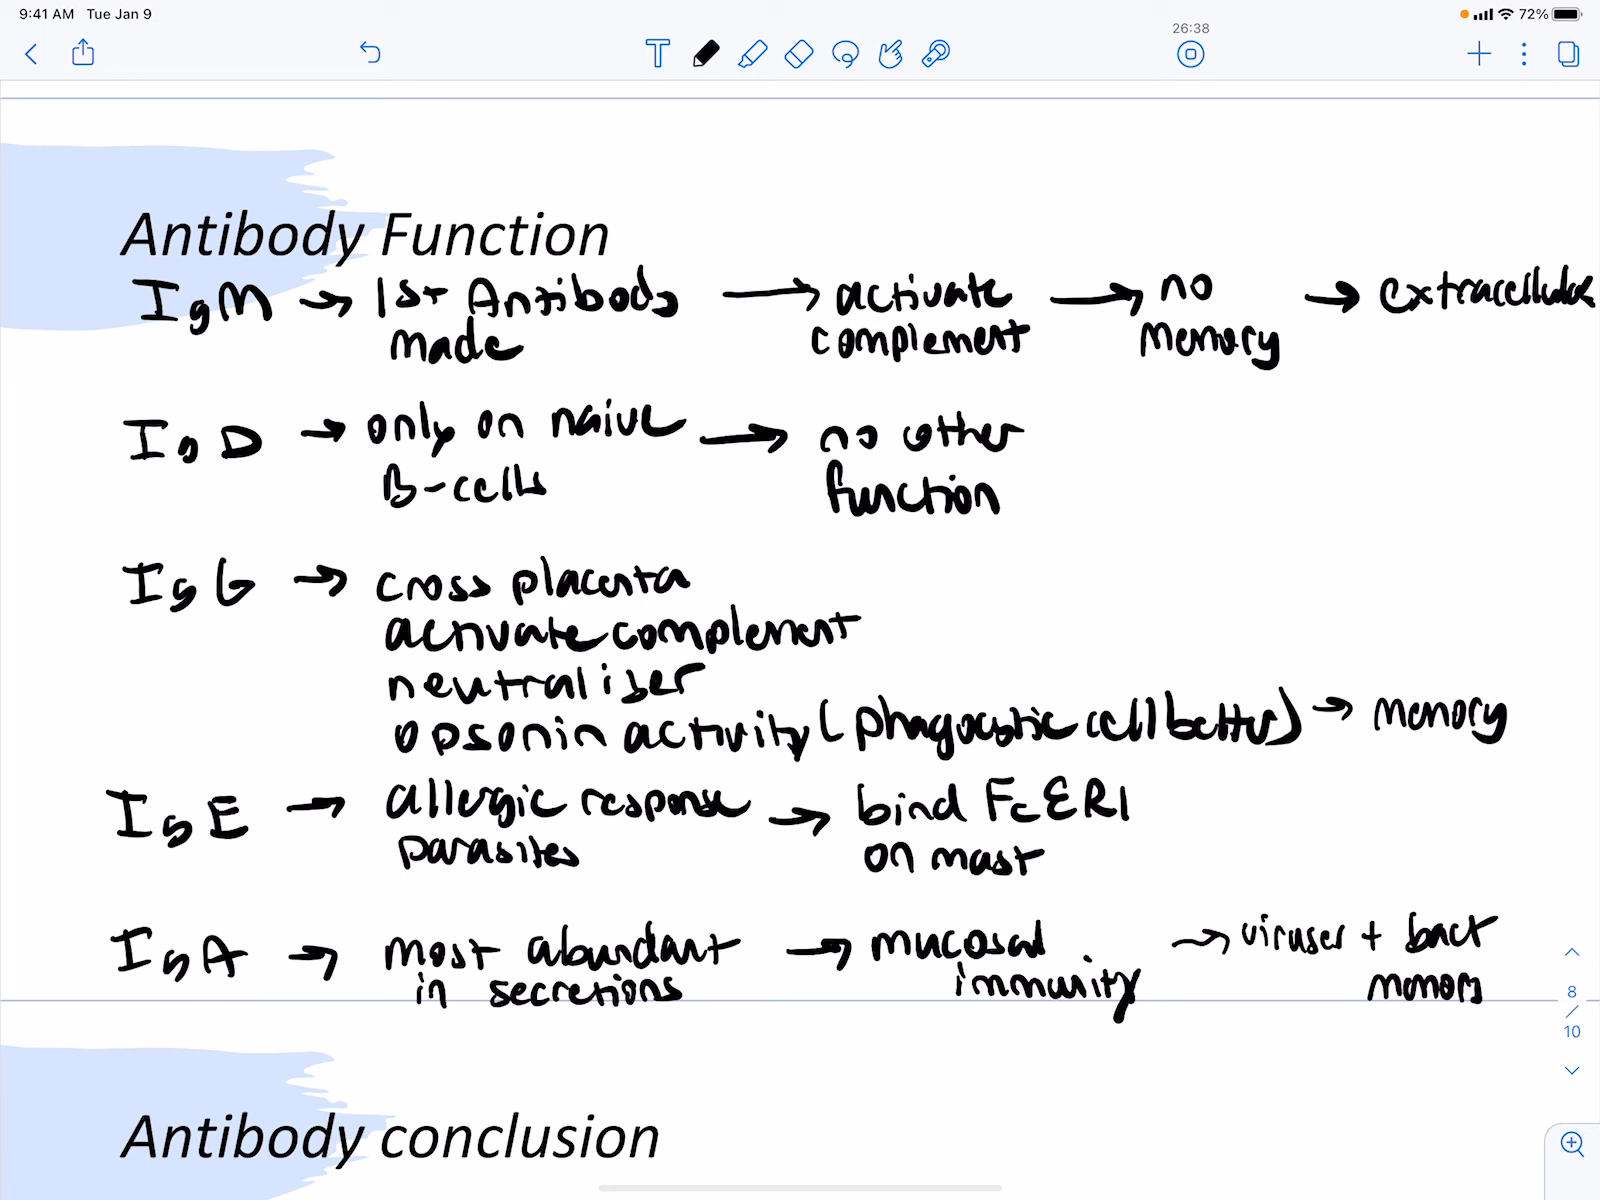 9:41 AM Tue Jan 9
72%
26:38
Antibody Function
IgM → 1st Antibody → activate → no → extracellular
made complement memory
IgD → only on naive → no other
B-cells function
IgG → cross placenta
activate complement
neutralizer
opsonin activity (phagocytic cell better) → memory
IgE → allergic response → bind FcεR1
parasites on mast
IgA → most abundant → mucosal → viruses + bact
in secretions immunity memory
8
/
10
Antibody conclusion